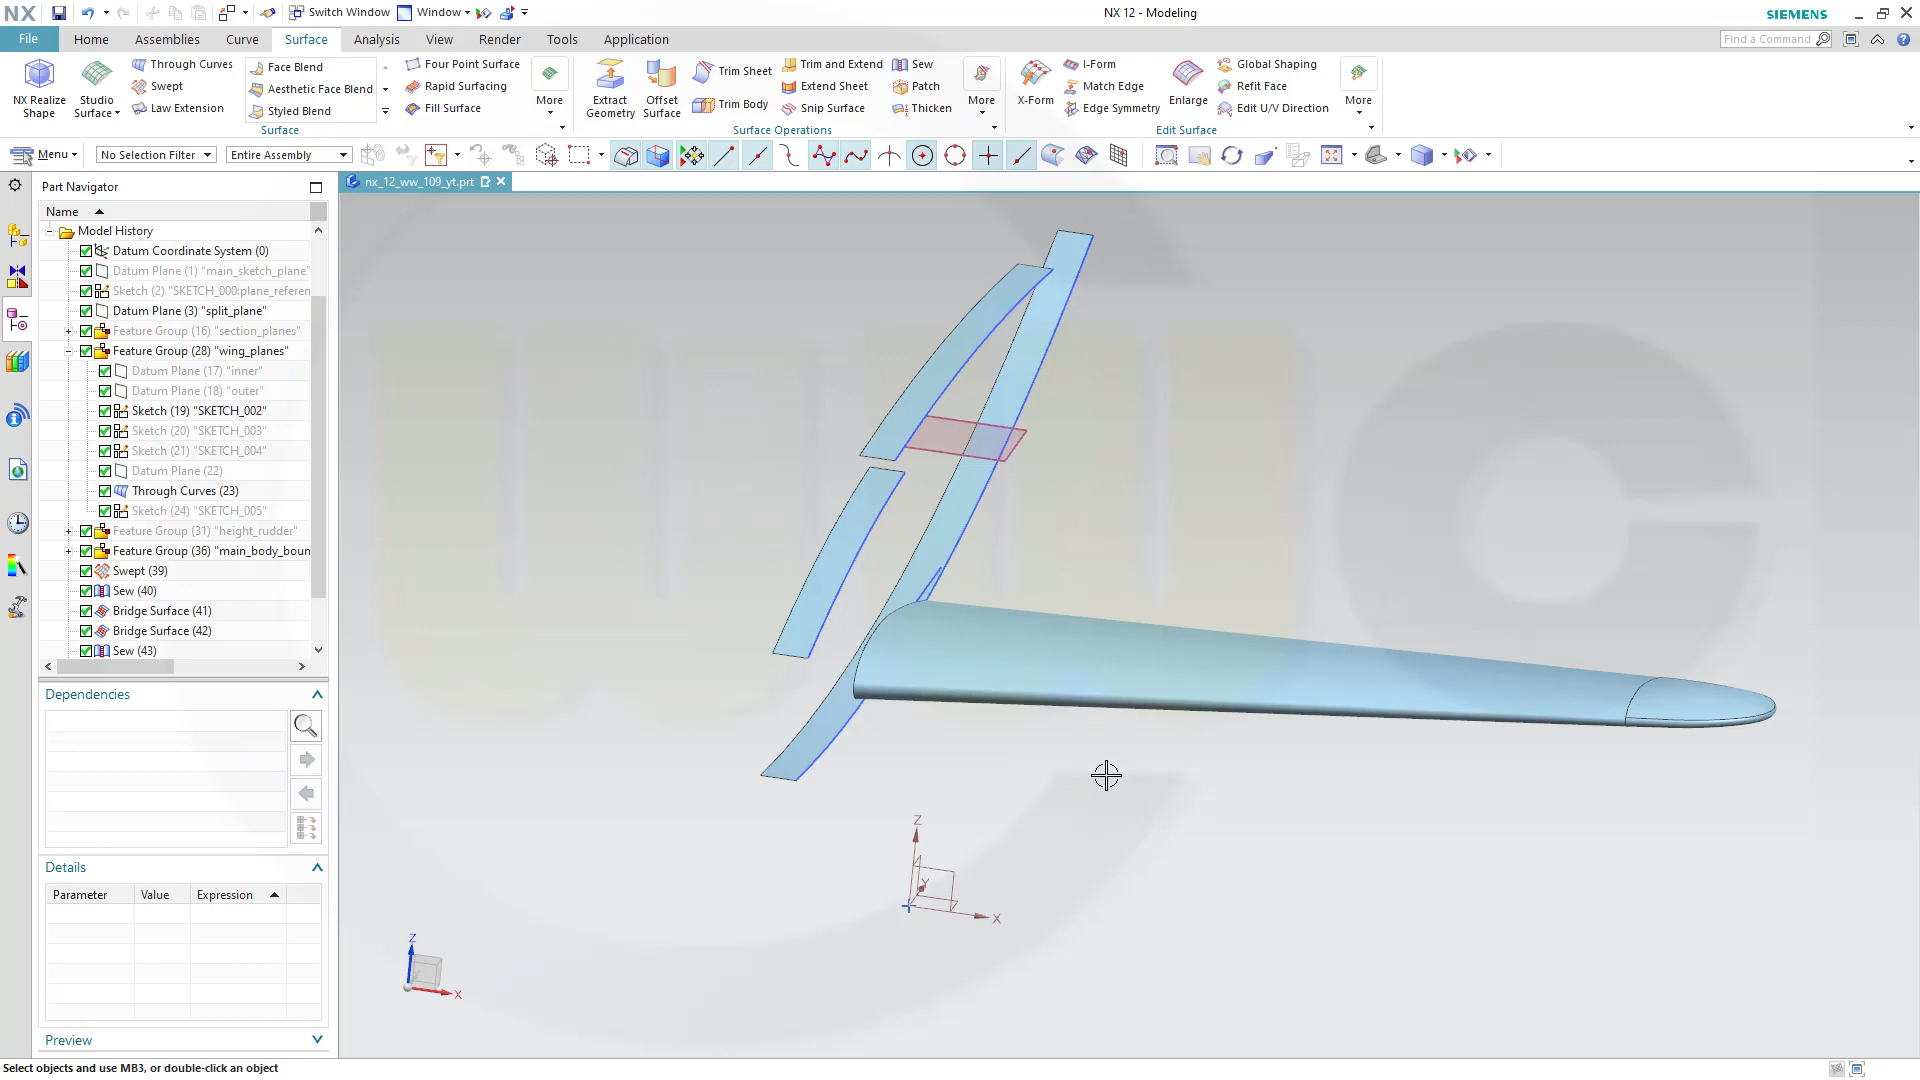 NX
Switch Window
Window
NX 12 - Modeling
SIEMENS
File
Home
Assemblies
Curve
Surface
Analysis
View
Render
Tools
Application
Find a Command
NX Realize Shape
Studio Surface
Through Curves
Swept
Law Extension
Face Blend
Aesthetic Face Blend
Styled Blend
Four Point Surface
Rapid Surfacing
Fill Surface
More
Surface
Extract Geometry
Offset Surface
Trim Sheet
Trim Body
Trim and Extend
Extend Sheet
Snip Surface
Sew
Patch
Thicken
More
Surface Operations
X-Form
I-Form
Match Edge
Edge Symmetry
Enlarge
Global Shaping
Refit Face
Edit U/V Direction
More
Edit Surface
Menu
No Selection Filter
Entire Assembly
Part Navigator
nx_12_ww_109_yt.prt
Name
Model History
Datum Coordinate System (0)
Datum Plane (1) "main_sketch_plane"
Sketch (2) "SKETCH_000:plane_referen
Datum Plane (3) "split_plane"
Feature Group (16) "section_planes"
Feature Group (28) "wing_planes"
Datum Plane (17) "inner"
Datum Plane (18) "outer"
Sketch (19) "SKETCH_002"
Sketch (20) "SKETCH_003"
Sketch (21) "SKETCH_004"
Datum Plane (22)
Through Curves (23)
Sketch (24) "SKETCH_005"
Feature Group (31) "height_rudder"
Feature Group (36) "main_body_boun
Swept (39)
Sew (40)
Bridge Surface (41)
Bridge Surface (42)
Sew (43)
Dependencies
Details
Parameter
Value
Expression
Preview
Z
Y
X
Z
X
Select objects and use MB3, or double-click an object